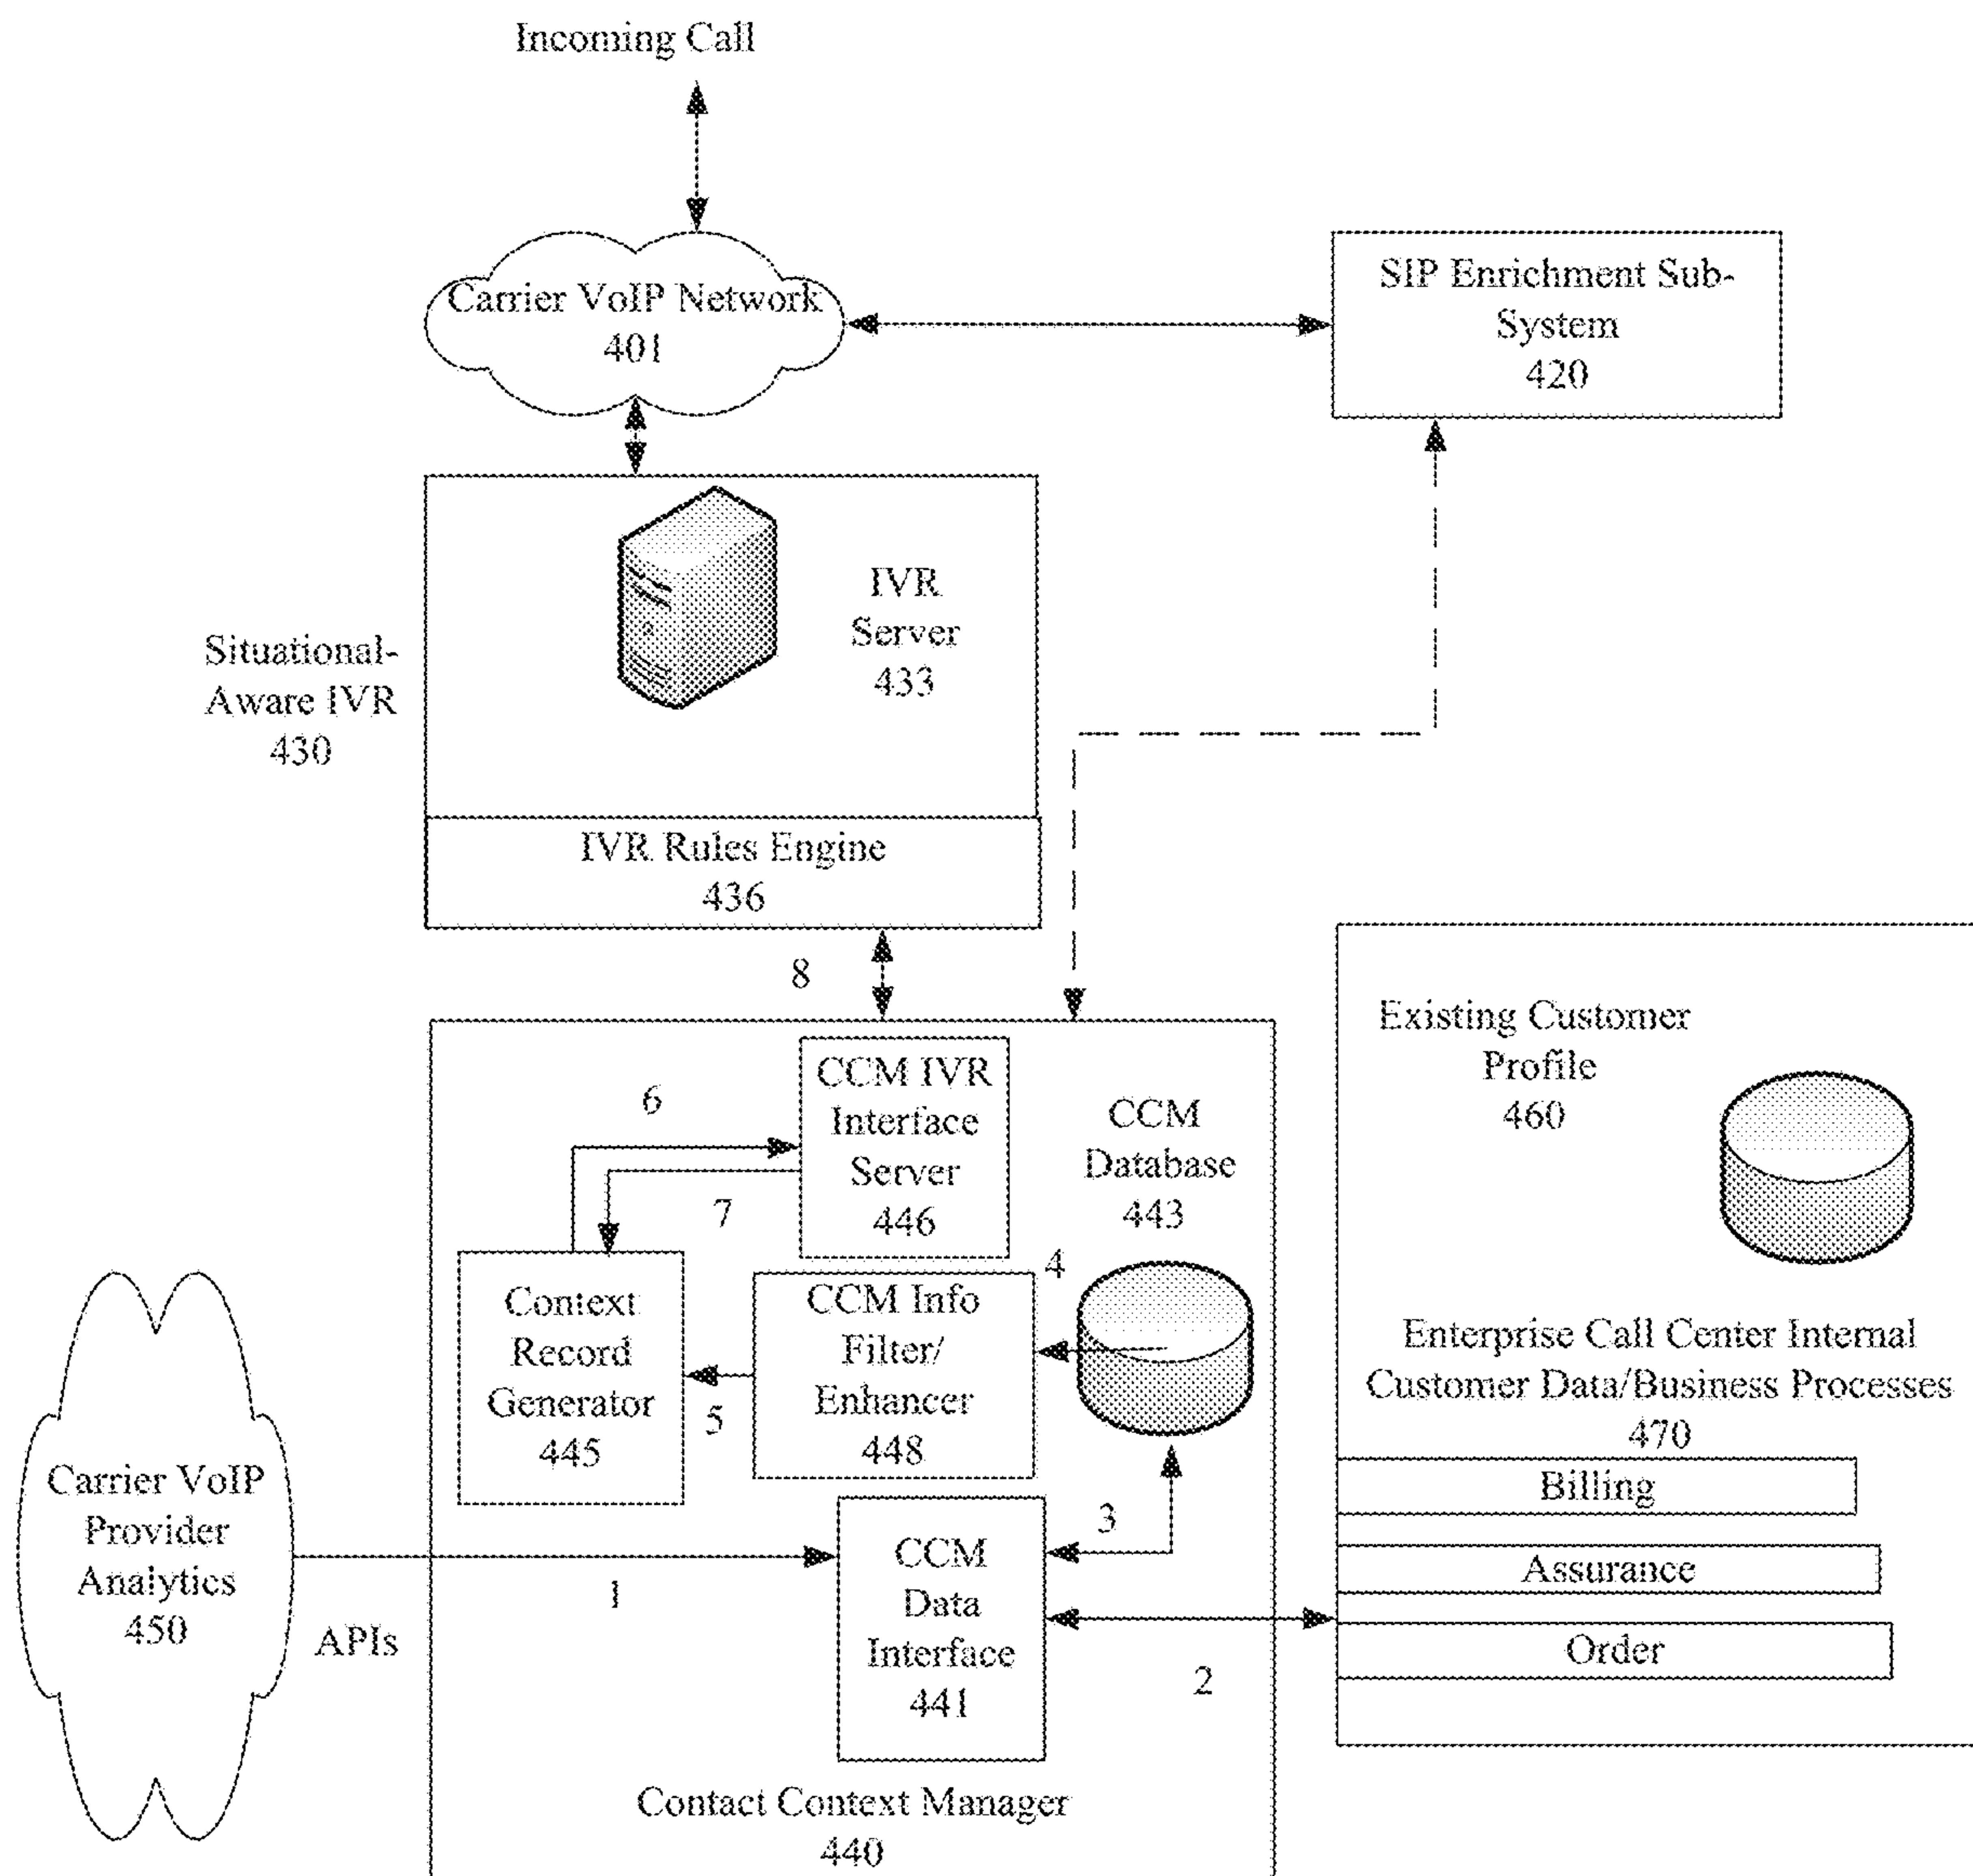 Incoming Call
Carrier VoIP Network
401
SIP Enrichment Sub-
System
420
IVR
Server
433
Situational-
Aware IVR
430
IVR Rules Engine
436
8
CCM IVR
Interface
Server
446
6
7
CCM
Database
443
4
Existing Customer
Profile
460
Context
Record
Generator
445
5
CCM Info
Filter/
Enhancer
448
Enterprise Call Center Internal
Customer Data/Business Processes
470
Billing
Assurance
Order
Carrier VoIP
Provider
Analytics
450
APIs
1
CCM
Data
Interface
441
3
2
Contact Context Manager
440